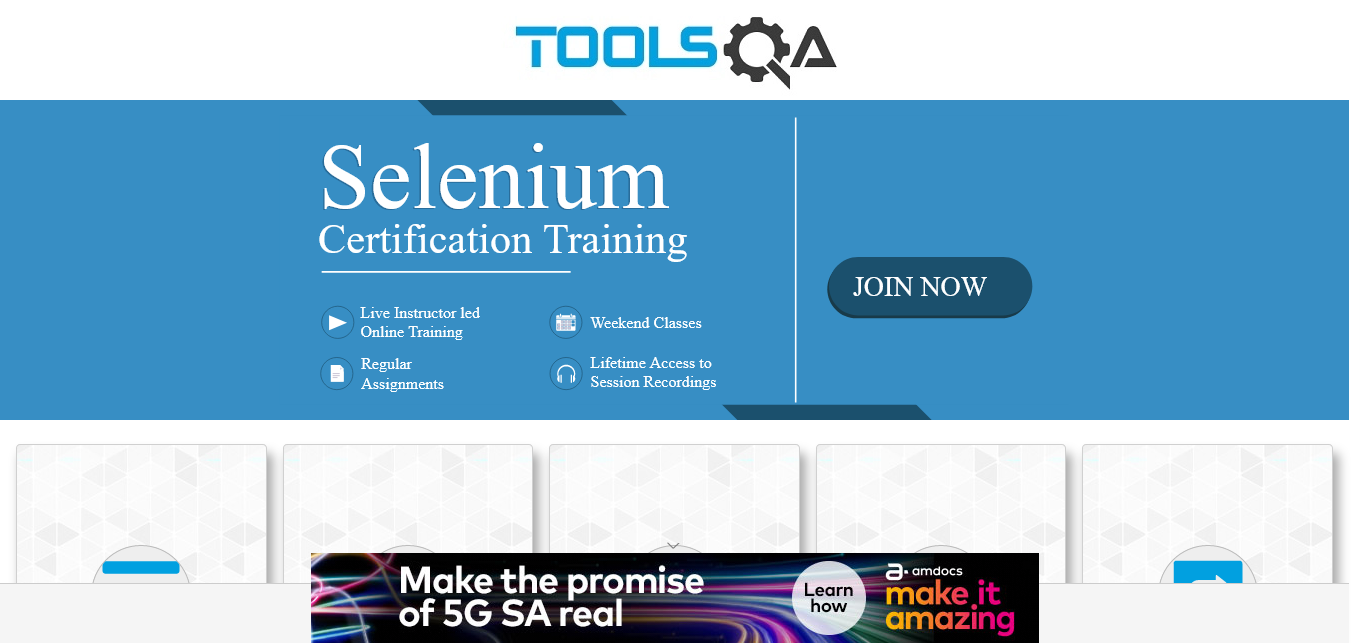 TOOLSQA
Selenium
Certification Training
JOIN NOW
Live Instructor led
Online Training
Weekend Classes
Regular
Assignments
Lifetime Access to
Session Recordings
Make the promise
of 5G SA real
Learn
how
a. amdocs
make it
amazing